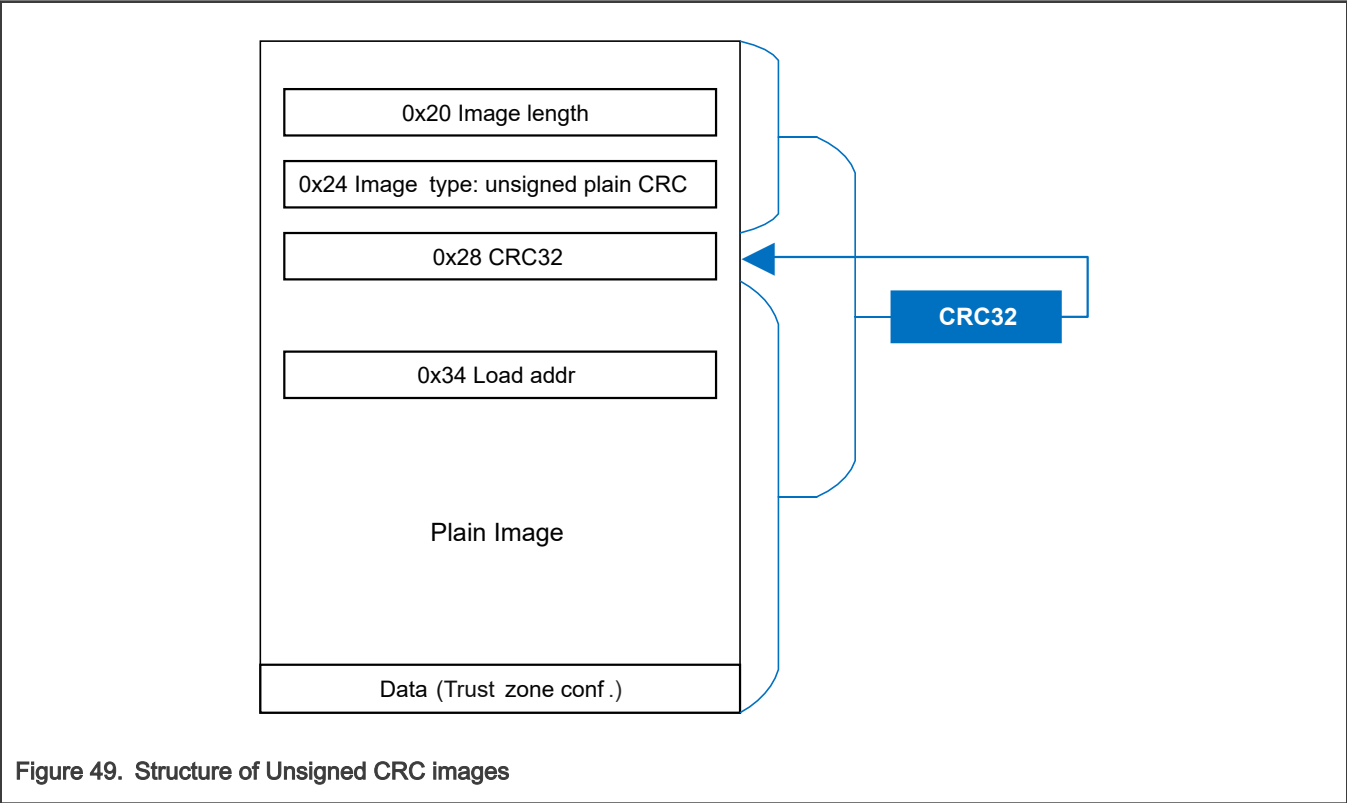 0x20 Image length
0x24 Image type: unsigned plain CRC
0x28 CRC32
CRC32
0x34 Load addr
Plain Image
Data (Trust zone conf.)
Figure 49. Structure of Unsigned CRC images